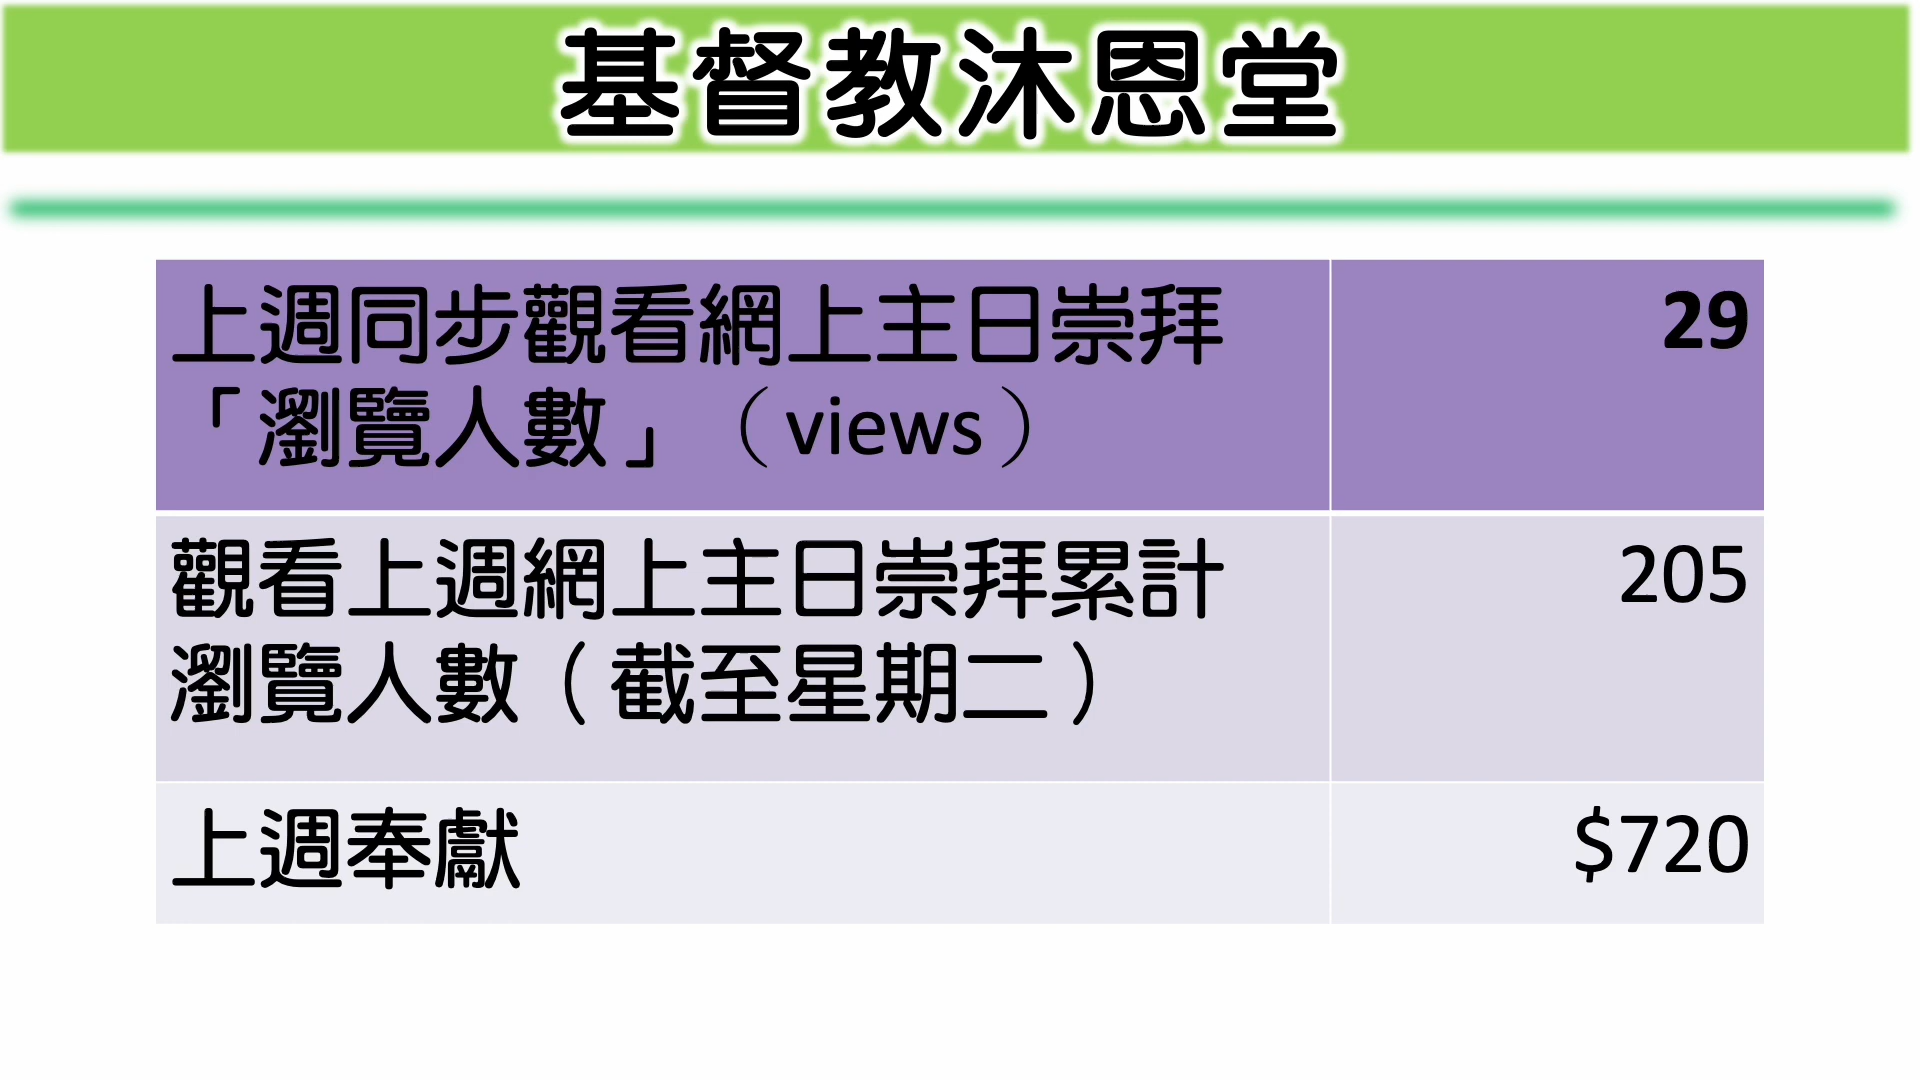 基督教沐恩堂
上週同步觀看網上主日崇拜 29
「瀏覽人數」（views）
觀看上週網上主日崇拜累計 205
瀏覽人數（截至星期二）
上週奉獻 $720